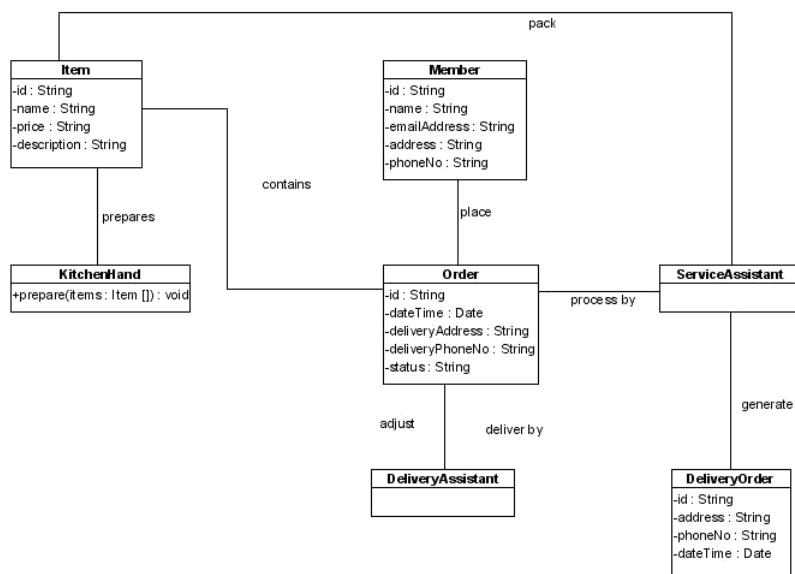 pack
Item
-id : String
-name : String
-price : String
-description : String
Member
-id : String
-name : String
-emailAddress : String
-address : String
-phoneNo : String
contains
prepares
place
KitchenHand
+prepare(items : Item []) : void
Order
-id : String
-dateTime : Date
-deliveryAddress : String
-deliveryPhoneNo : String
-status : String
process by
ServiceAssistant
adjust
deliver by
generate
DeliveryAssistant
DeliveryOrder
-id : String
-address : String
-phoneNo : String
-dateTime : Date